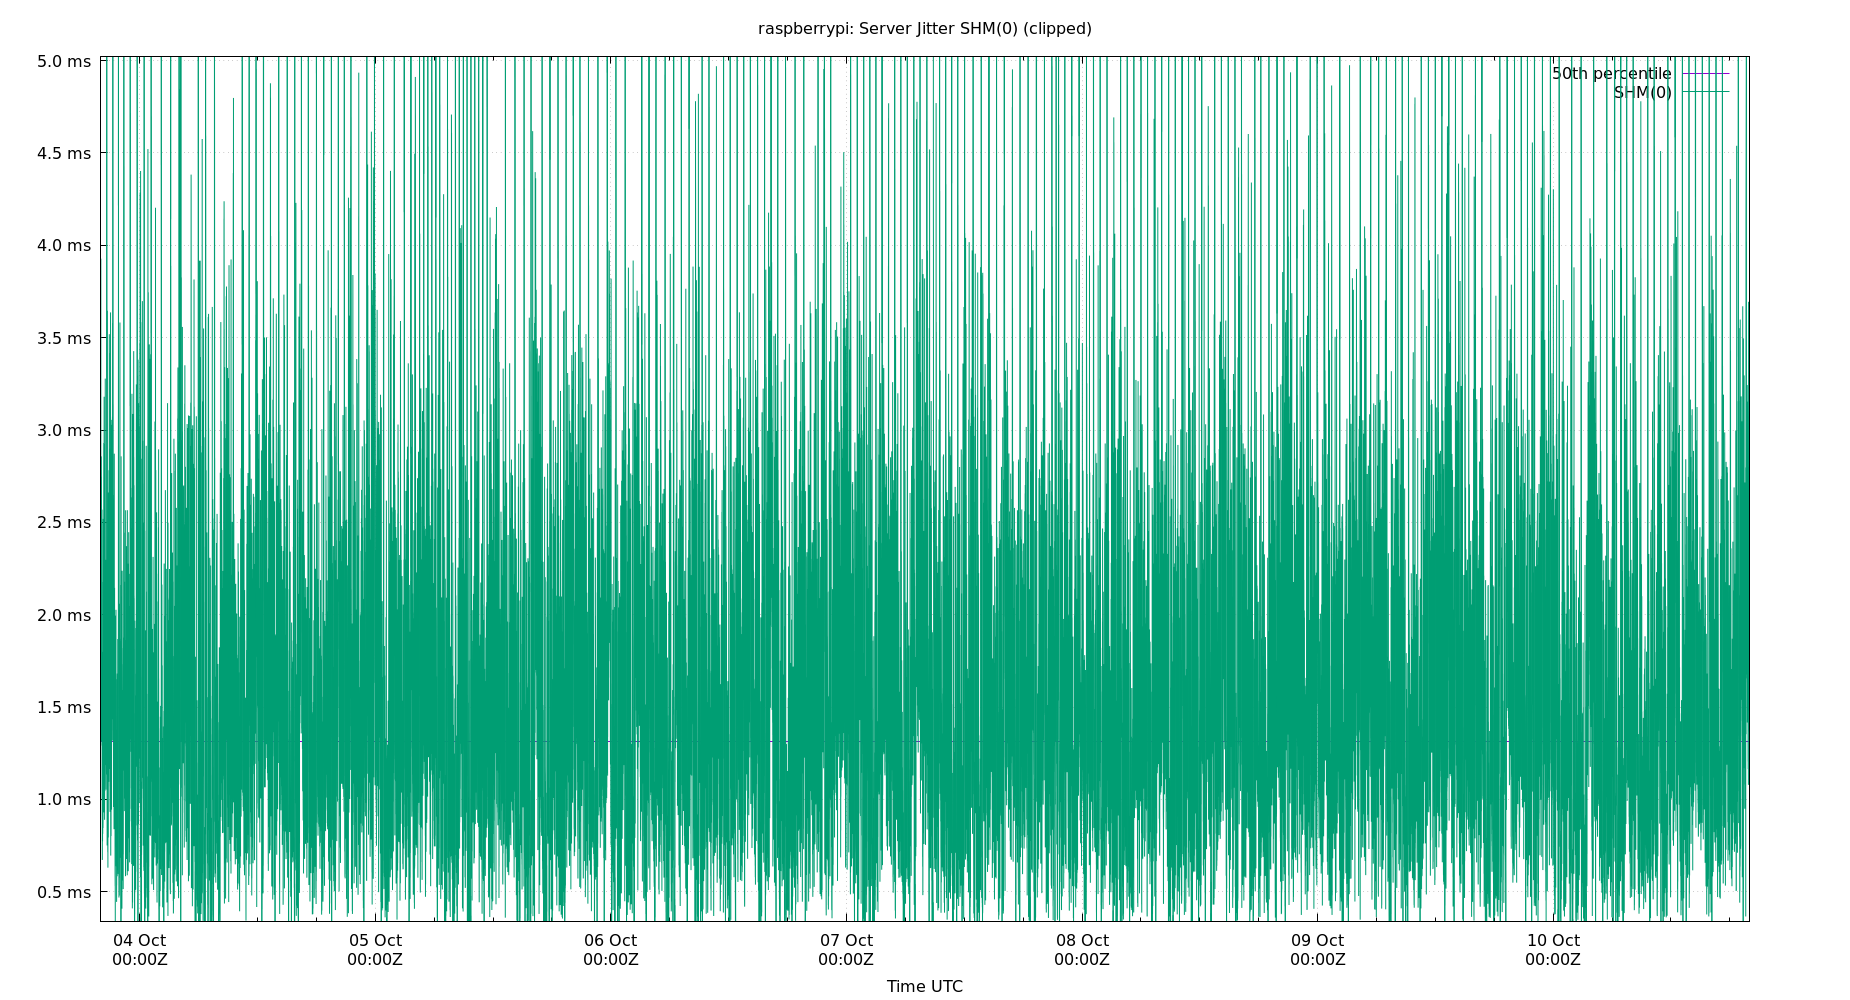 raspberrypi: Server Jitter SHM(0) (clipped)
5.0 ms
50th percentile
SHM(0)
4.5 ms
4.0 ms
3.5 ms
3.0 ms
2.5 ms
2.0 ms
1.5 ms
1.0 ms
0.5 ms
04 Oct 05 Oct 06 Oct 07 Oct 08 Oct 09 Oct 10 Oct
00:00Z 00:00Z 00:00Z 00:00Z 00:00Z 00:00Z 00:00Z
Time UTC